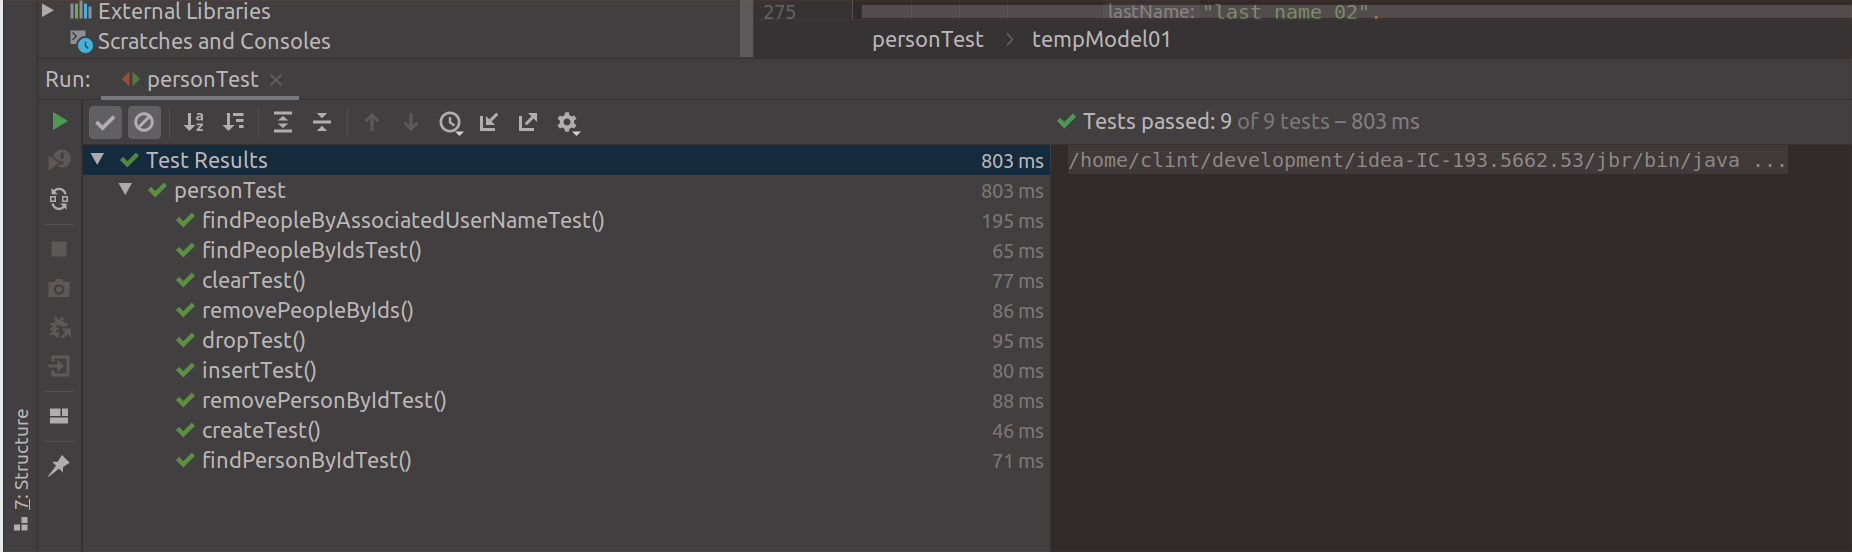 External Libraries
Scratches and Consoles
275
lastName: "last name 02",
personTest > tempModel01
Run: personTest ×
Tests passed: 9 of 9 tests – 803 ms
Test Results 803 ms
personTest 803 ms
findPeopleByAssociatedUserNameTest() 195 ms
findPeopleByIdsTest() 65 ms
clearTest() 77 ms
removePeopleByIds() 86 ms
dropTest() 95 ms
insertTest() 80 ms
removePersonByIdTest() 88 ms
createTest() 46 ms
findPersonByIdTest() 71 ms
/home/clint/development/idea-IC-193.5662.53/jbr/bin/java ...
7: Structure